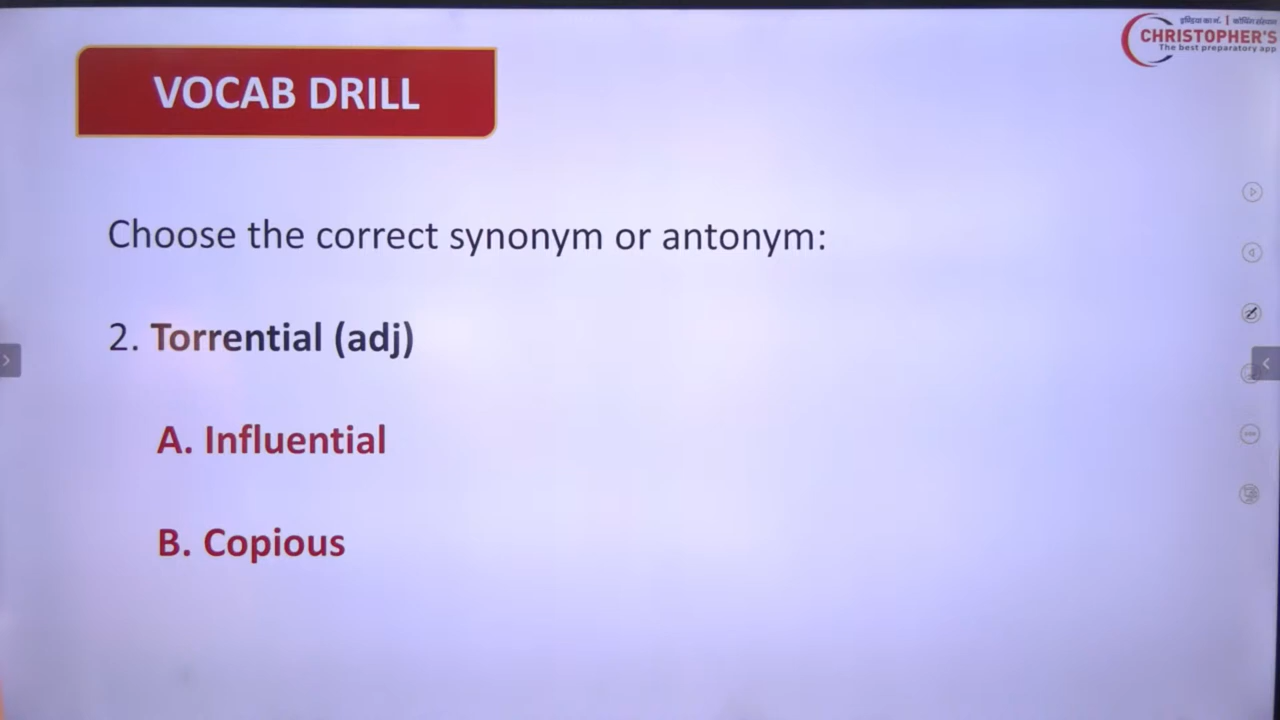 VOCAB DRILL
CHRISTOPHER'S
The best preparatory app
Choose the correct synonym or antonym:
2. Torrential (adj)
A. Influential
B. Copious